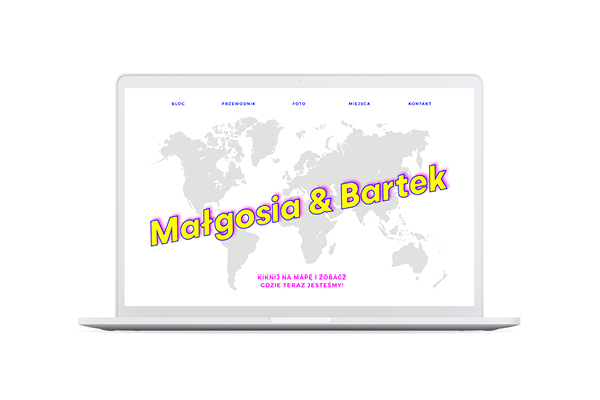 BLOG PRZEWODNIK FOTO MIEJSCA KONTAKT
Małgosia & Bartek
KIKNIJ NA MAPĘ I ZOBACZ
GDZIE TERAZ JESTEŚMY!